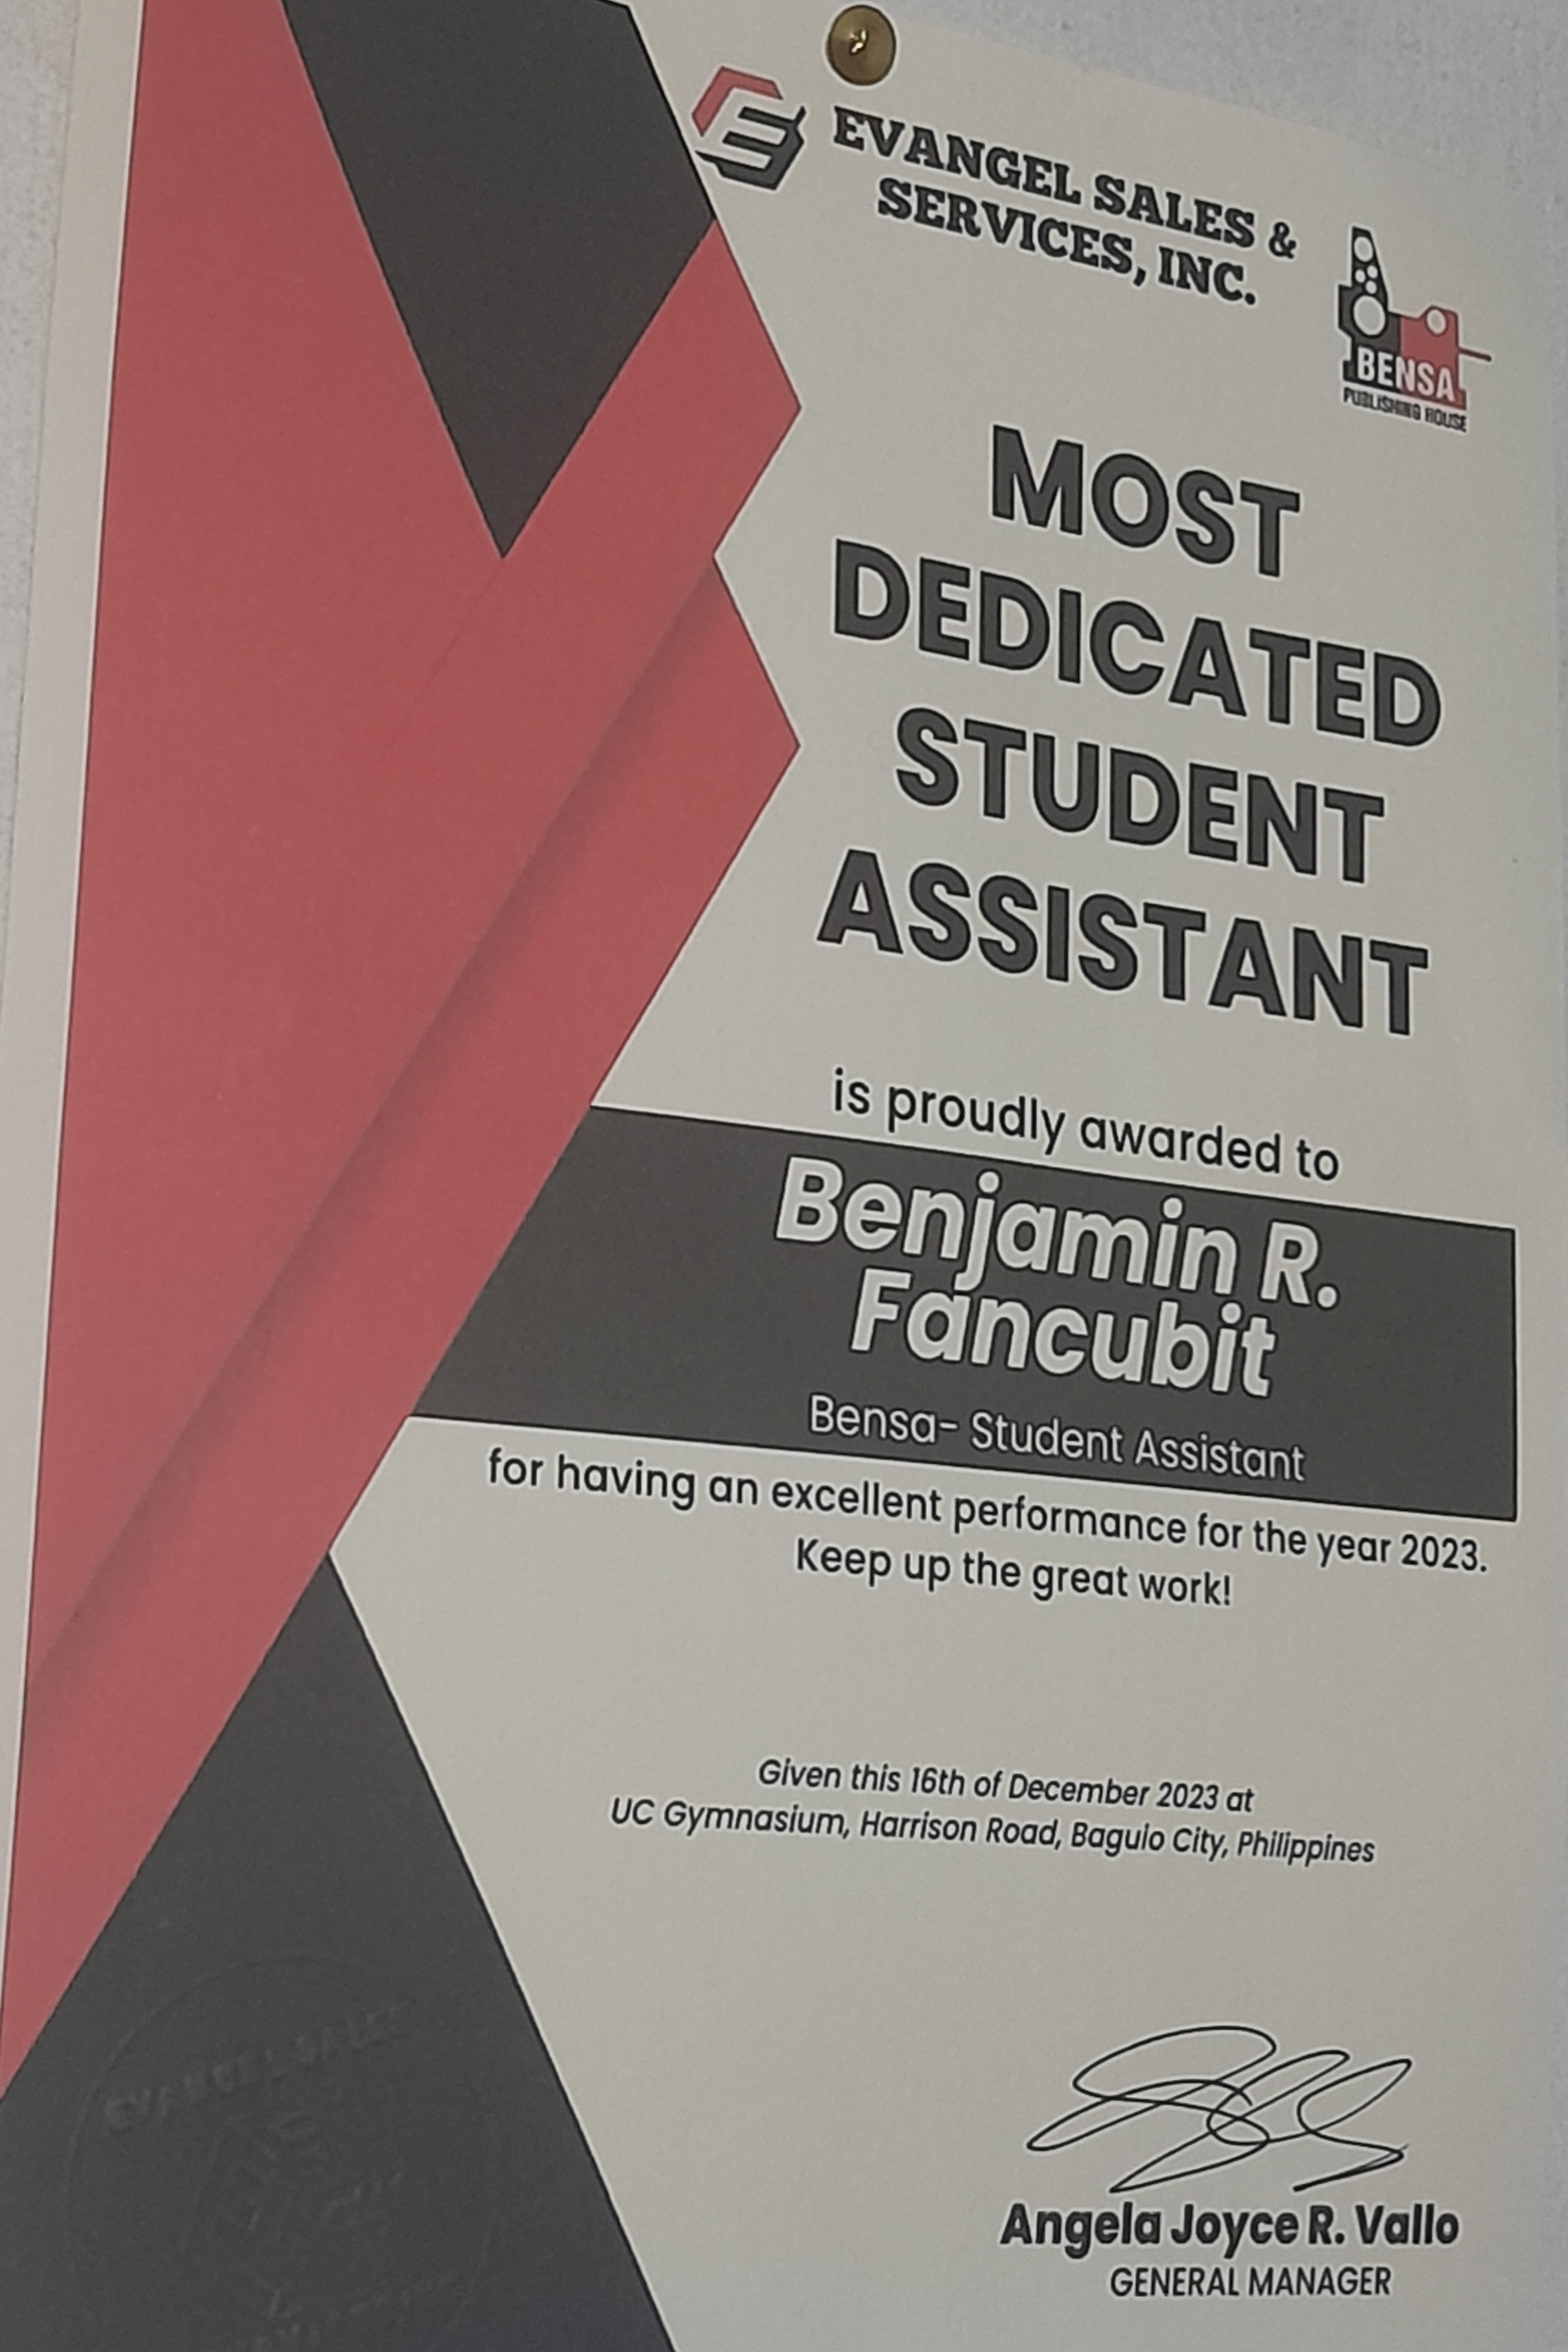 EVANGEL SALES &
SERVICES, INC.
BENSA
PUBLISHING HOUSE
MOST
DEDICATED
STUDENT
ASSISTANT
is proudly awarded to
Benjamin R.
Fancubit
Bensa- Student Assistant
for having an excellent performance for the year 2023.
Keep up the great work!
Given this 16th of December 2023 at
UC Gymnasium, Harrison Road, Baguio City, Philippines
EVANGEL SALES
Angela Joyce R. Vallo
GENERAL MANAGER